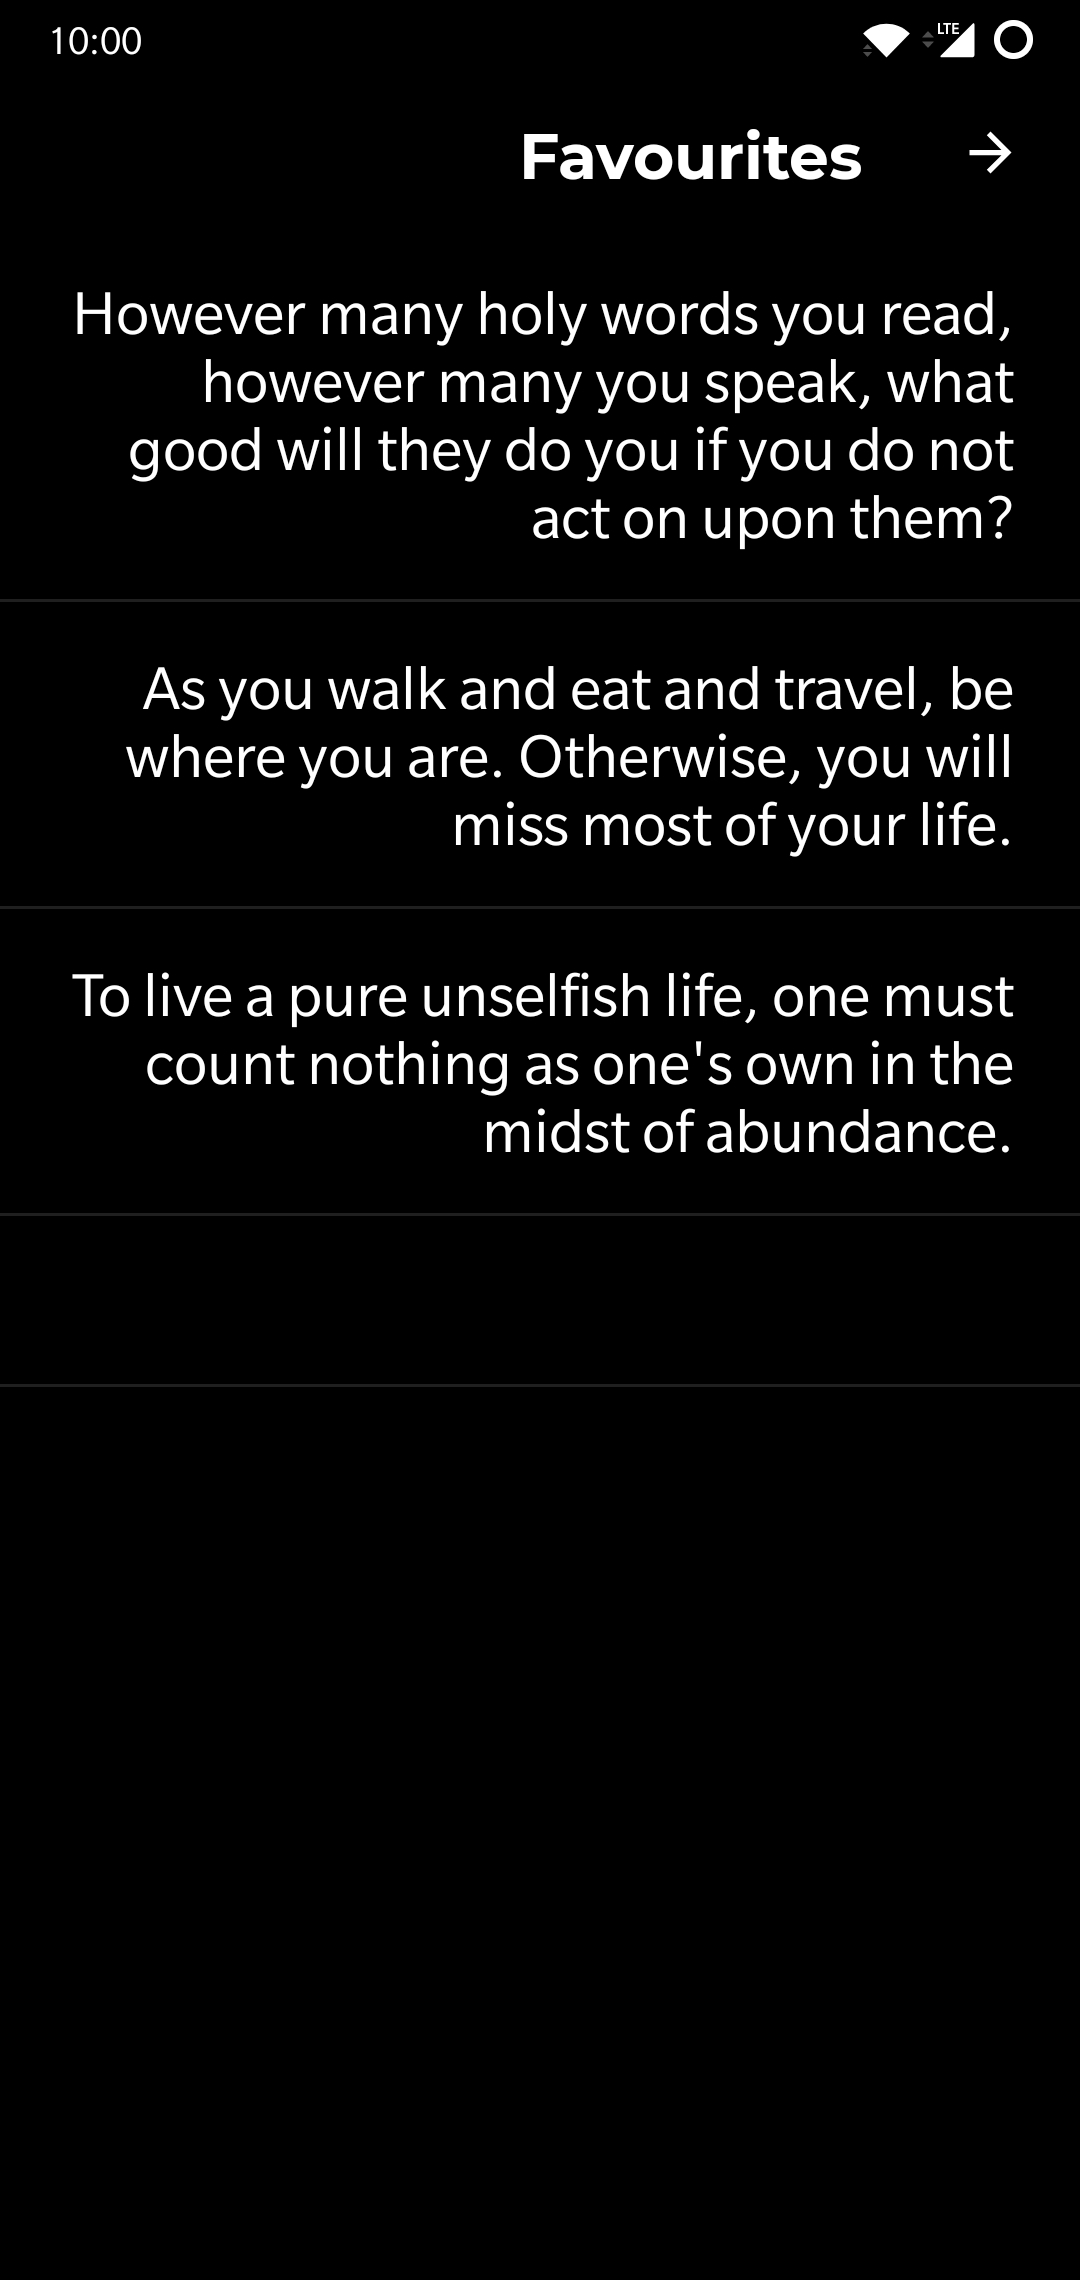 10:00
LTE
Favourites
However many holy words you read,
however many you speak, what
good will they do you if you do not
act on upon them?
As you walk and eat and travel, be
where you are. Otherwise, you will
miss most of your life.
To live a pure unselfish life, one must
count nothing as one's own in the
midst of abundance.